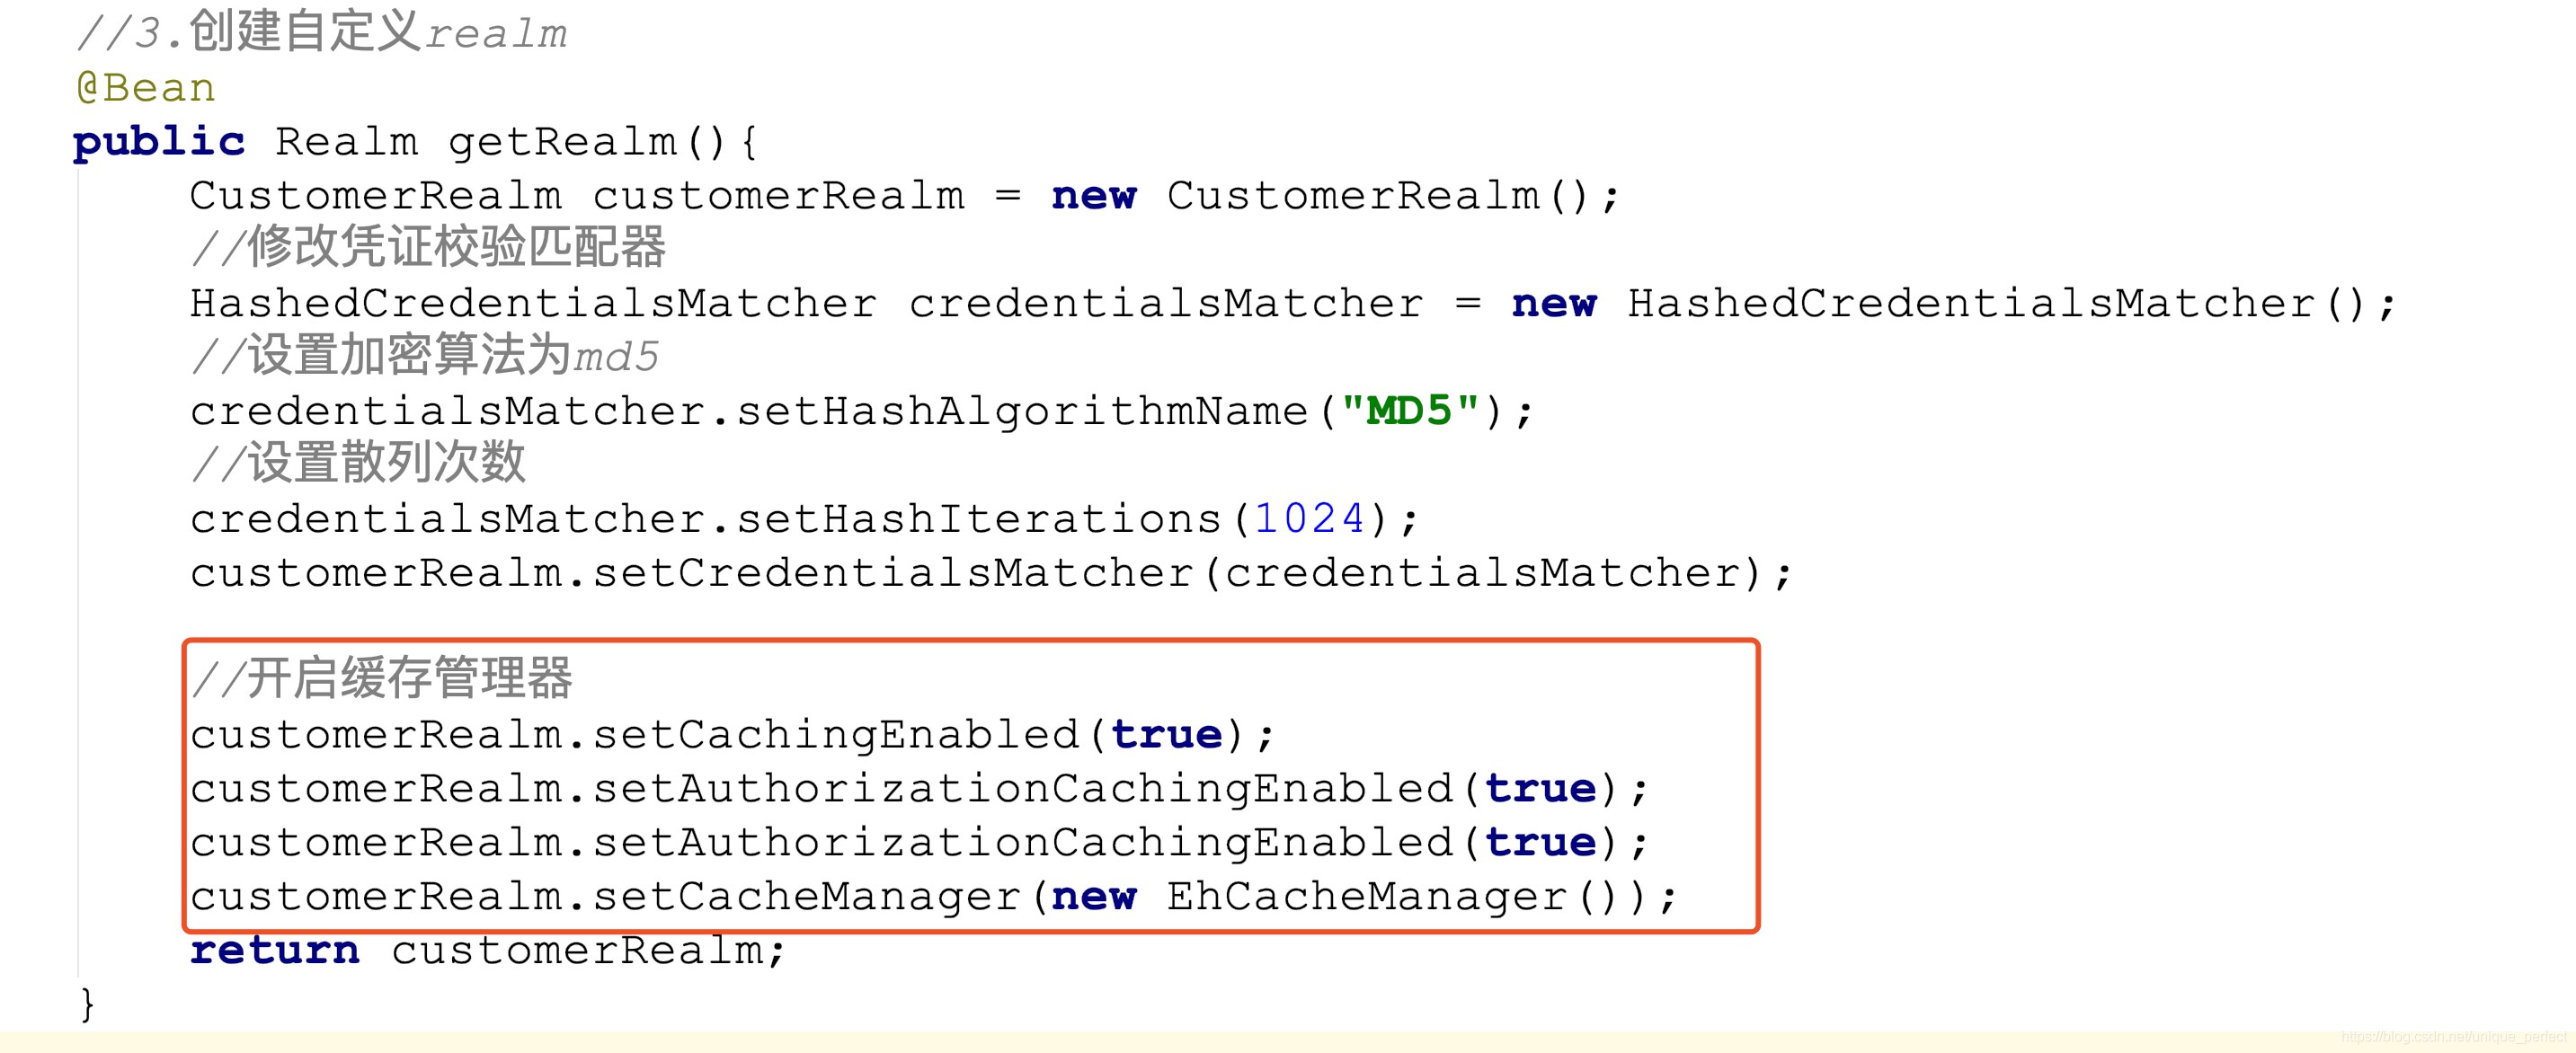 //3.创建自定义realm
@Bean
public Realm getRealm(){
CustomerRealm customerRealm = new CustomerRealm();
//修改凭证校验匹配器
HashedCredentialsMatcher credentialsMatcher = new HashedCredentialsMatcher();
//设置加密算法为md5
credentialsMatcher.setHashAlgorithmName("MD5");
//设置散列次数
credentialsMatcher.setHashIterations(1024);
customerRealm.setCredentialsMatcher(credentialsMatcher);
//开启缓存管理器
customerRealm.setCachingEnabled(true);
customerRealm.setAuthorizationCachingEnabled(true);
customerRealm.setAuthorizationCachingEnabled(true);
customerRealm.setCacheManager(new EhCacheManager());
return customerRealm;
}
https://blog.csdn.net/unique_perfect